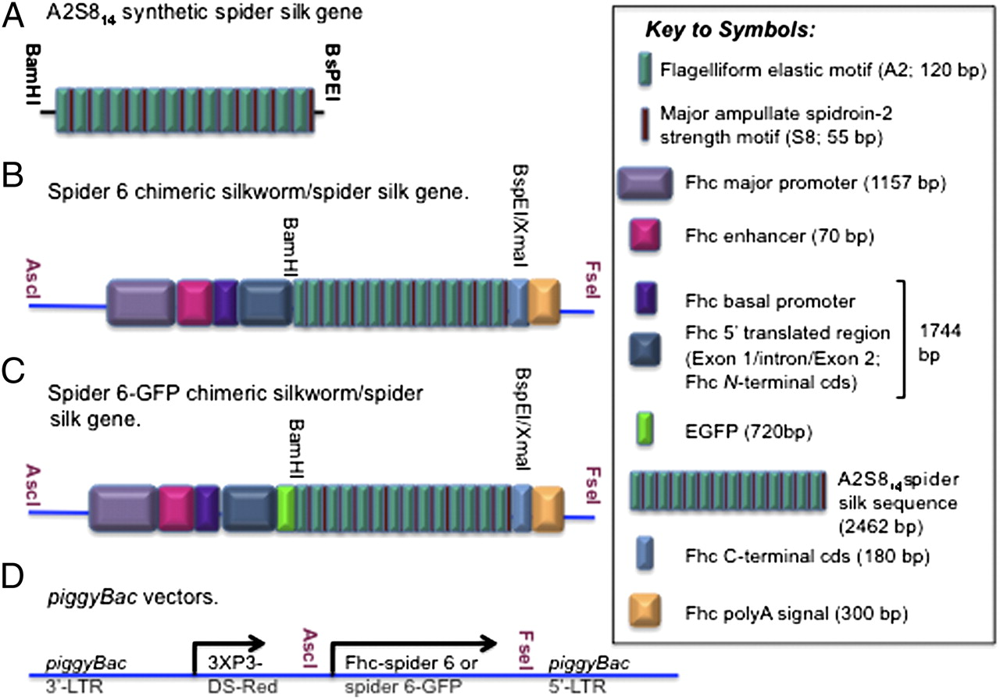 A
A2S8₁₄ synthetic spider silk gene
BamHI
BsPEI
B
Spider 6 chimeric silkworm/spider silk gene.
AscI
BamHI
BspEI/XmaI
FseI
C
Spider 6-GFP chimeric silkworm/spider
silk gene.
AscI
BamHI
BspEI/XmaI
FseI
D
piggyBac vectors.
piggyBac
3'-LTR
3XP3-
DS-Red
AscI
Fhc-spider 6 or
spider 6-GFP
FseI
piggyBac
5'-LTR
Key to Symbols:
Flagelliform elastic motif (A2; 120 bp)
Major ampullate spidroin-2
strength motif (S8; 55 bp)
Fhc major promoter (1157 bp)
Fhc enhancer (70 bp)
Fhc basal promoter
Fhc 5' translated region
(Exon 1/intron/Exon 2;
Fhc N-terminal cds)
1744
bp
EGFP (720bp)
A2S8₁₄spider
silk sequence
(2462 bp)
Fhc C-terminal cds (180 bp)
Fhc polyA signal (300 bp)